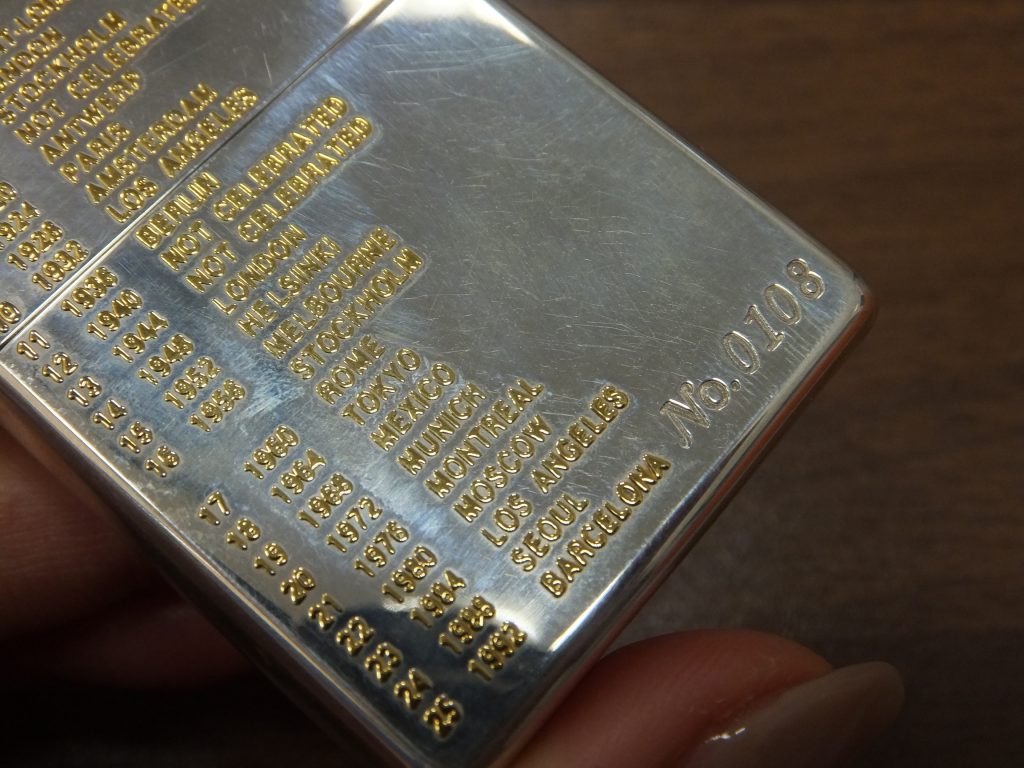 STOCKHOLM
NOT CELEBRATED
ANTWERP
1924 PARIS
1928 AMSTERDAM
1932 LOS ANGELES
11 1936 BERLIN
12 1940 NOT CELEBRATED
13 1944 NOT CELEBRATED
14 1948 LONDON
15 1952 HELSINKI
16 1956 MELBOURNE
STOCKHOLM
17 1960 ROME
18 1964 TOKYO
19 1968 MEXICO
20 1972 MUNICH
21 1976 MONTREAL
22 1980 MOSCOW
23 1984 LOS ANGELES
24 1988 SEOUL
25 1992 BARCELONA
No.0108